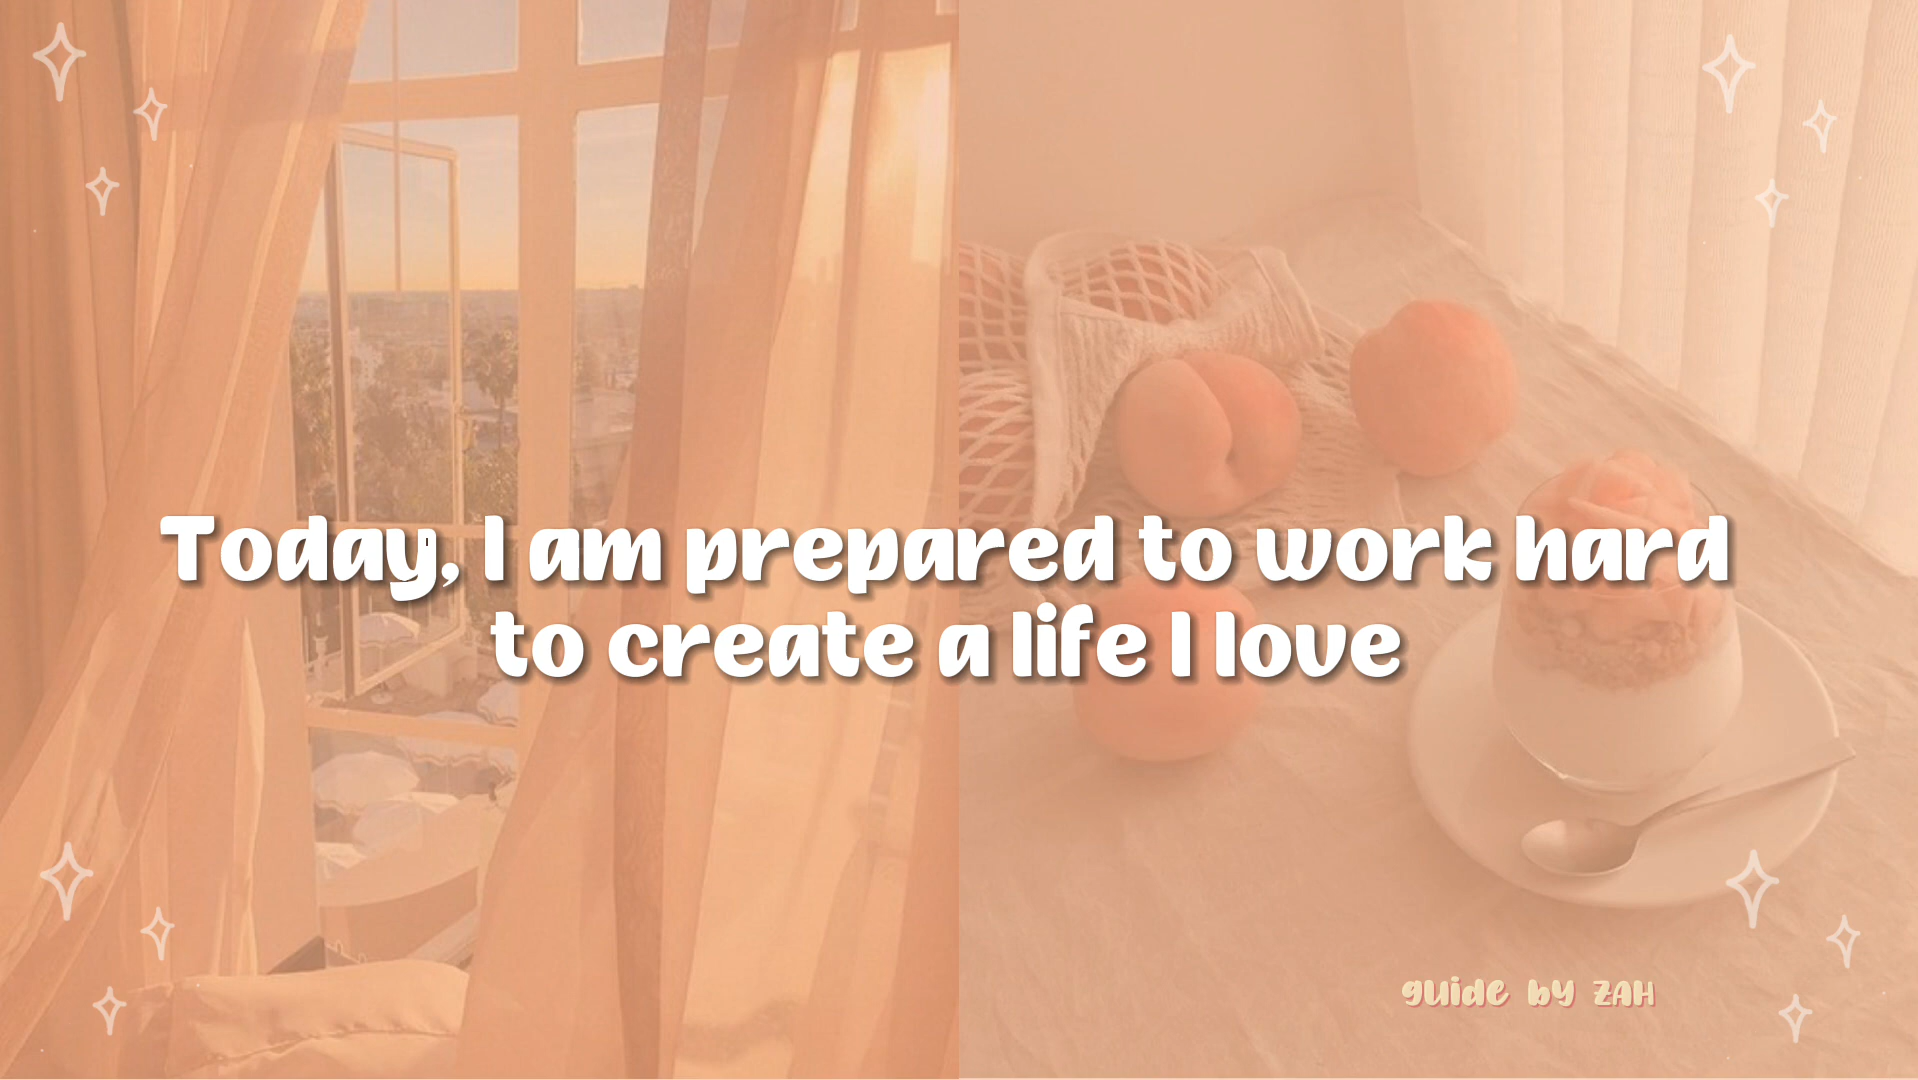 Today, I am prepared to work hard
to create a life I love
guide by ZAH